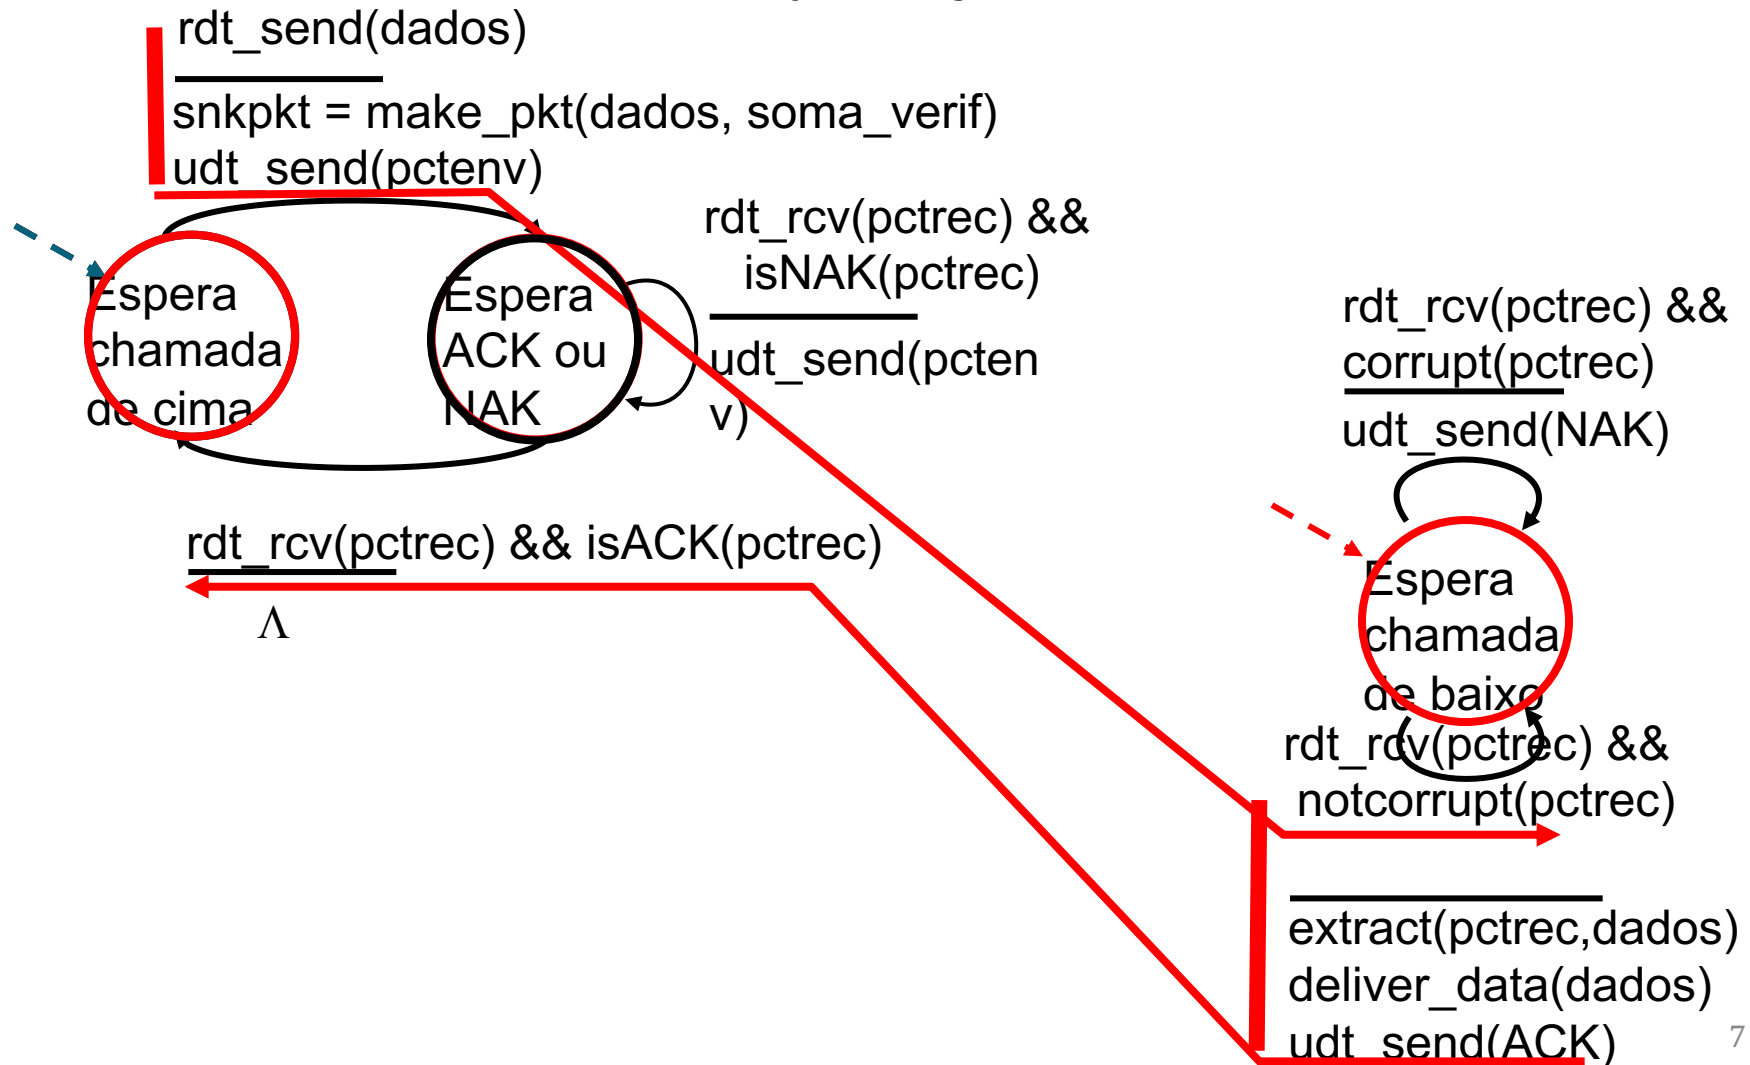 rdt_send(dados)
snkpkt = make_pkt(dados, soma_verif)
udt_send(pctenv)
rdt_rcv(pctrec) &&
isNAK(pctrec)
udt_send(pcten
v)
Espera
chamada
de cima
Espera
ACK ou
NAK
rdt_rcv(pctrec) && isACK(pctrec)
Λ
rdt_rcv(pctrec) &&
corrupt(pctrec)
udt_send(NAK)
Espera
chamada
de baixo
rdt_rcv(pctrec) &&
notcorrupt(pctrec)
extract(pctrec,dados)
deliver_data(dados)
udt_send(ACK)
7